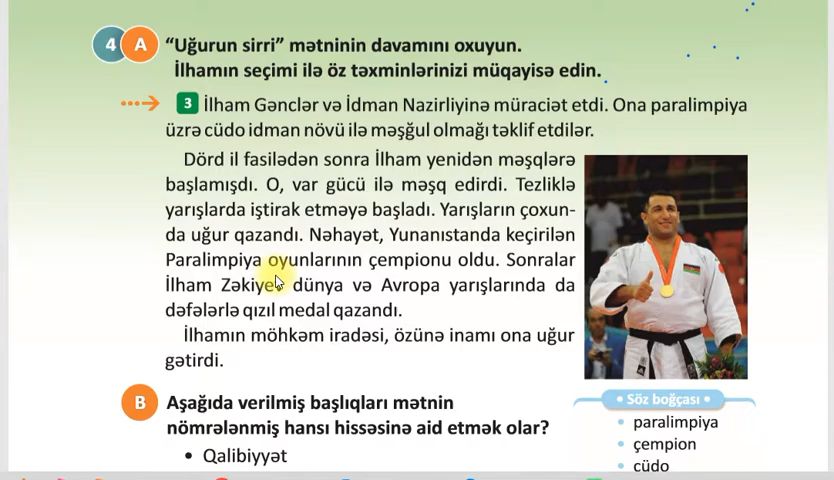 4 A "Uğurun sirri" mətninin davamını oxuyun.
İlhamın seçimi ilə öz təxminlərinizi müqayisə edin.
3 İlham Gənclər və İdman Nazirliyinə müraciət etdi. Ona paralimpiya
üzrə cüdo idman növü ilə məşğul olmağı təklif etdilər.
Dörd il fasilədən sonra İlham yenidən məşqlərə
başlamışdı. O, var gücü ilə məşq edirdi. Tezliklə
yarışlarda iştirak etməyə başladı. Yarışların çoxun-
da uğur qazandı. Nəhayət, Yunanıstanda keçirilən
Paralimpiya oyunlarının çempionu oldu. Sonralar
İlham Zəkiyev dünya və Avropa yarışlarında da
dəfələrlə qızıl medal qazandı.
İlhamın möhkəm iradəsi, özünə inamı ona uğur
gətirdi.
B Aşağıda verilmiş başlıqları mətnin
nömrələnmiş hansı hissəsinə aid etmək olar?
• Qalibiyyət
• Söz boğçası •
• paralimpiya
• çempion
• cüdo